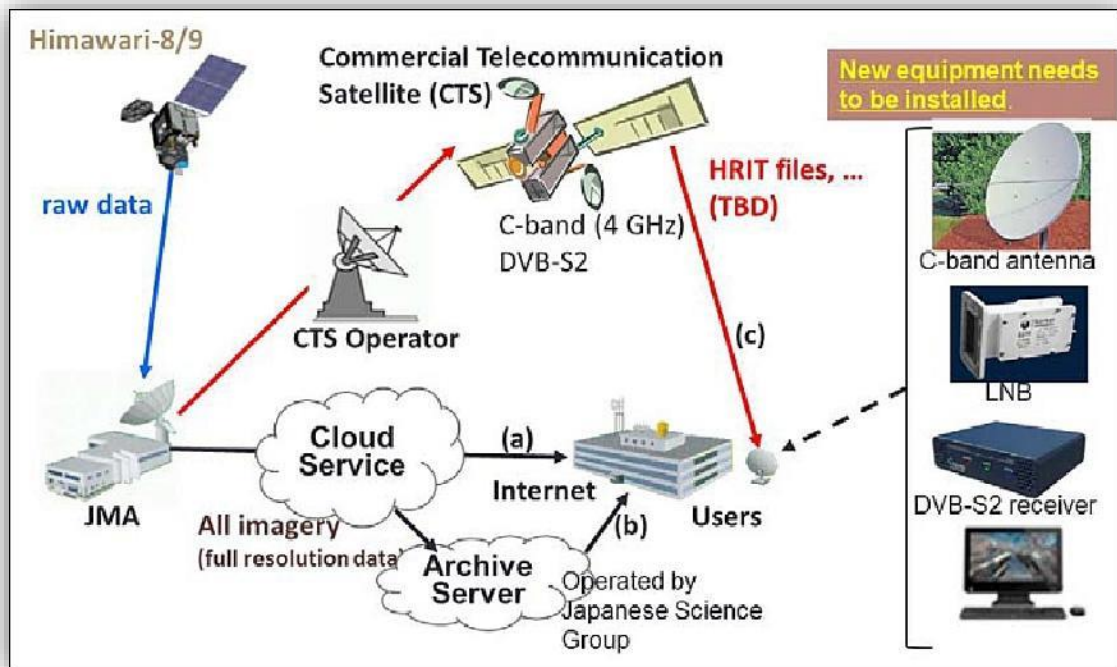 Himawari-8/9
Commercial Telecommunication
Satellite (CTS)
New equipment needs
to be installed.
raw data
HRIT files, ...
(TBD)
C-band (4 GHz)
DVB-S2
C-band antenna
CTS Operator
(c)
LNB
Cloud
Service
(a)
Internet
JMA
Users
DVB-S2 receiver
All imagery
(full resolution data)
(b)
Archive
Server
Operated by
Japanese Science
Group